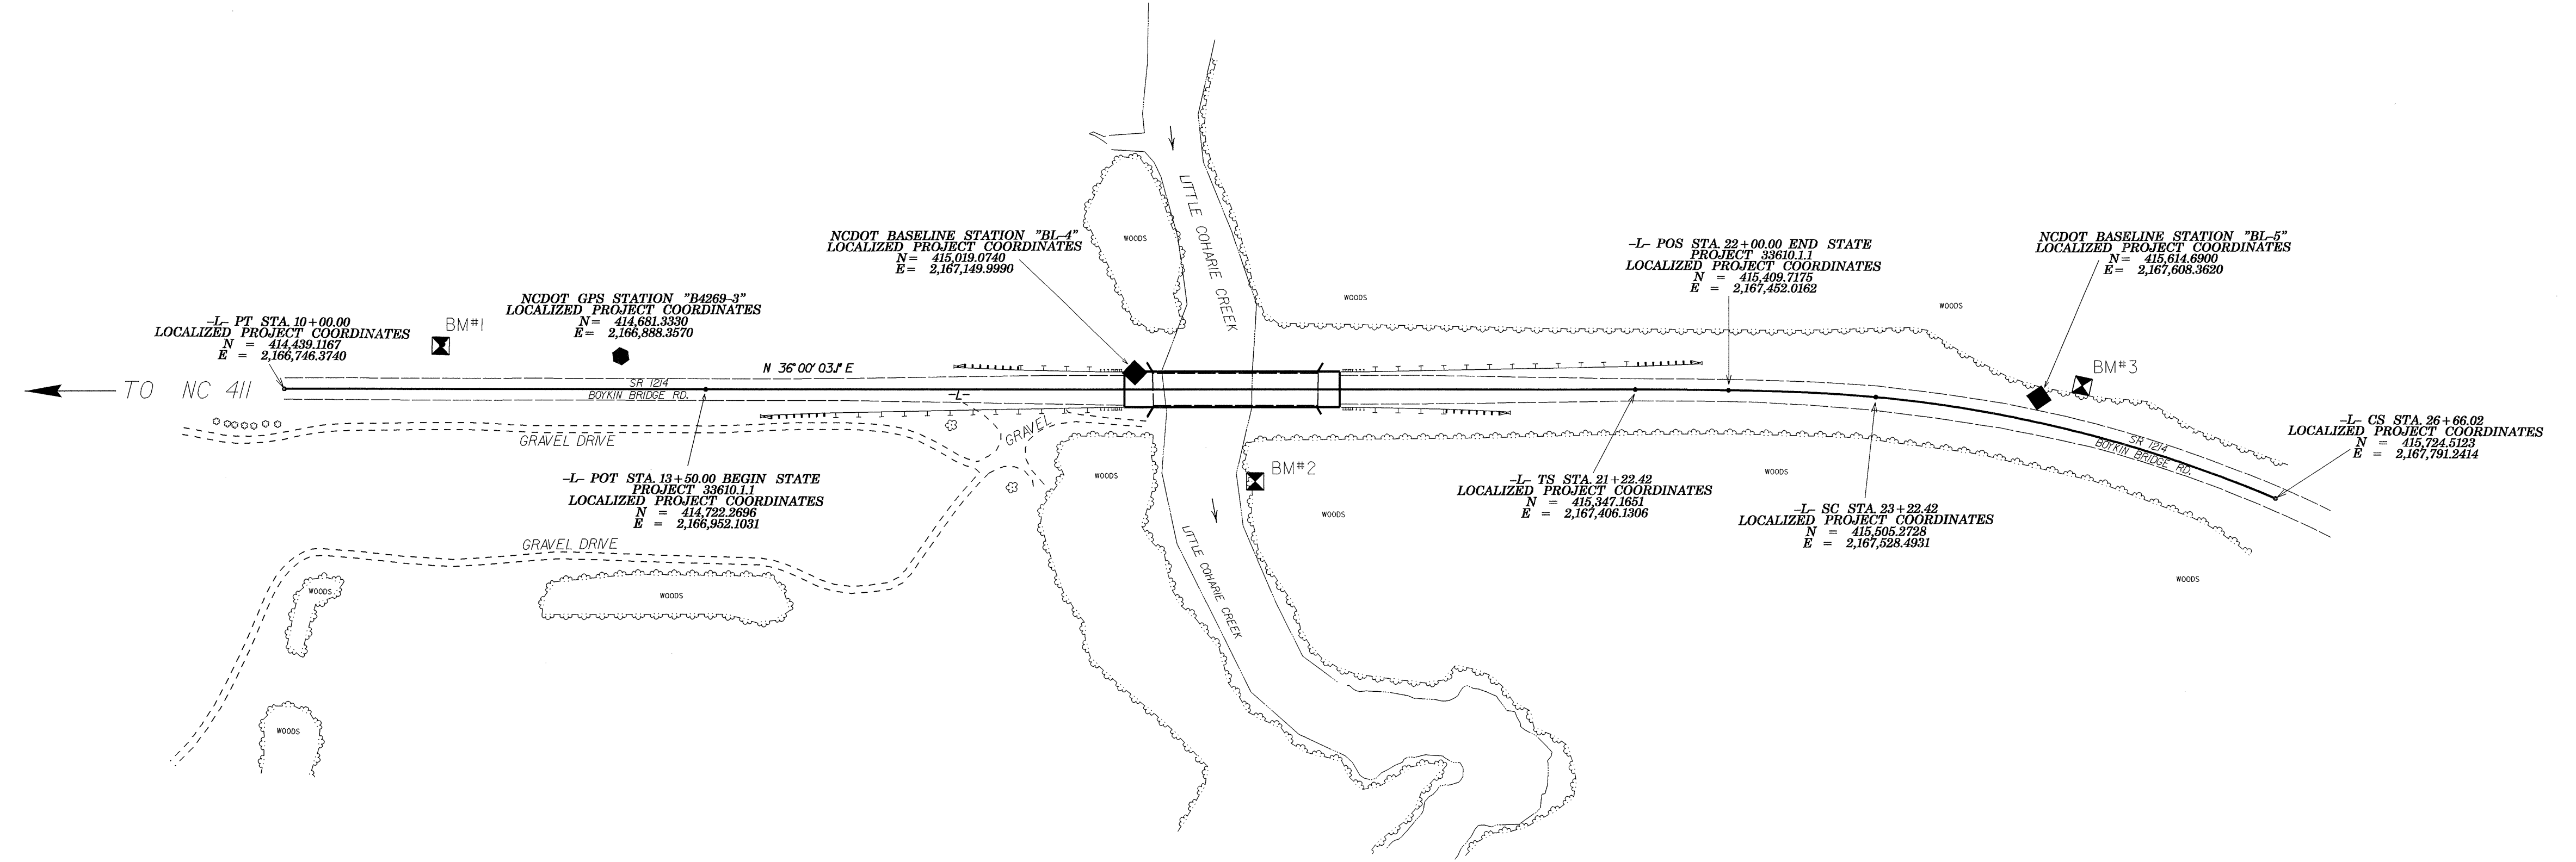 TO NC 411
-L- PT STA. 10+00.00
LOCALIZED PROJECT COORDINATES
N = 414,439.1167
E = 2,166,746.3740
BM#1
NCDOT GPS STATION "B4269-3"
LOCALIZED PROJECT COORDINATES
N= 414,681.3330
E= 2,166,888.3570
SR 1214
BOYKIN BRIDGE RD.
N 36°00'03.1" E
-L-
-L- POT STA. 13+50.00 BEGIN STATE
PROJECT 33610.1.1
LOCALIZED PROJECT COORDINATES
N = 414,722.2696
E = 2,166,952.1031
GRAVEL DRIVE
GRAVEL DRIVE
GRAVEL
WOODS
WOODS
WOODS
WOODS
NCDOT BASELINE STATION "BL-4"
LOCALIZED PROJECT COORDINATES
N= 415,019.0740
E= 2,167,149.9990
WOODS
LITTLE COHARIE CREEK
LITTLE COHARIE CREEK
BM#2
WOODS
WOODS
WOODS
-L- TS STA. 21+22.42
LOCALIZED PROJECT COORDINATES
N = 415,347.1651
E = 2,167,406.1306
-L- POS STA. 22+00.00 END STATE
PROJECT 33610.1.1
LOCALIZED PROJECT COORDINATES
N = 415,409.7175
E = 2,167,452.0162
-L- SC STA. 23+22.42
LOCALIZED PROJECT COORDINATES
N = 415,505.2728
E = 2,167,528.4931
WOODS
NCDOT BASELINE STATION "BL-5"
LOCALIZED PROJECT COORDINATES
N= 415,614.6900
E= 2,167,608.3620
BM#3
SR 1214
BOYKIN BRIDGE RD.
-L- CS STA. 26+66.02
LOCALIZED PROJECT COORDINATES
N = 415,724.5123
E = 2,167,791.2414
WOODS